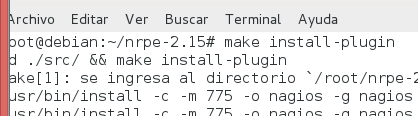 Archivo Editar Ver Buscar Terminal Ayuda
oot@debian:~/nrpe-2.15# make install-plugin
d ./src/ && make install-plugin
ake[1]: se ingresa al directorio `/root/nrpe-2
usr/bin/install -c -m 775 -o nagios -g nagios
usr/bin/install -c -m 775 -o nagios -g nagios